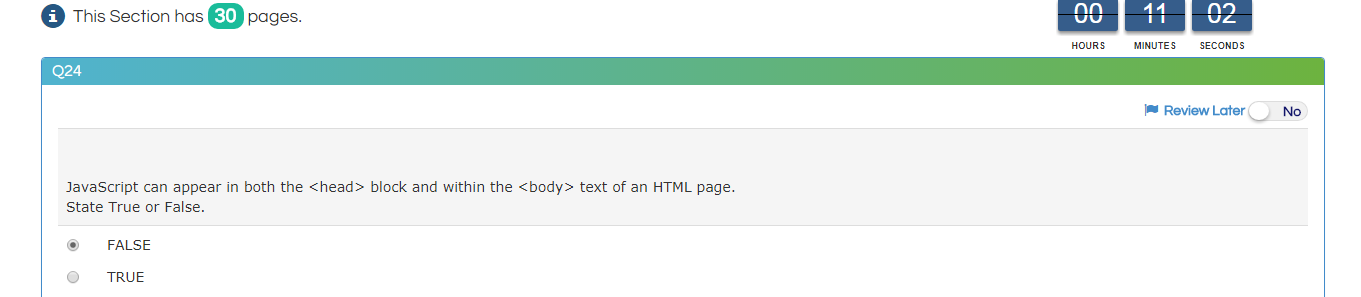 This Section has 30 pages.
00 11 02
HOURS MINUTES SECONDS
Q24
Review Later No
JavaScript can appear in both the <head> block and within the <body> text of an HTML page.
State True or False.
FALSE
TRUE